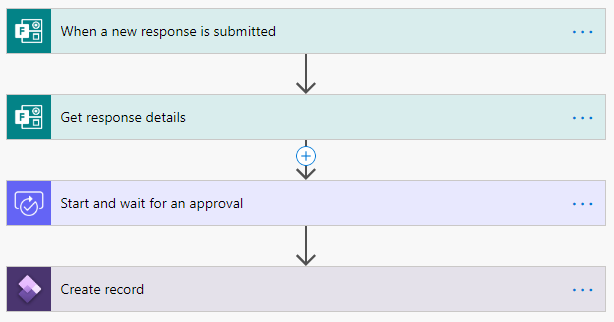 When a new response is submitted
Get response details
Start and wait for an approval
Create record